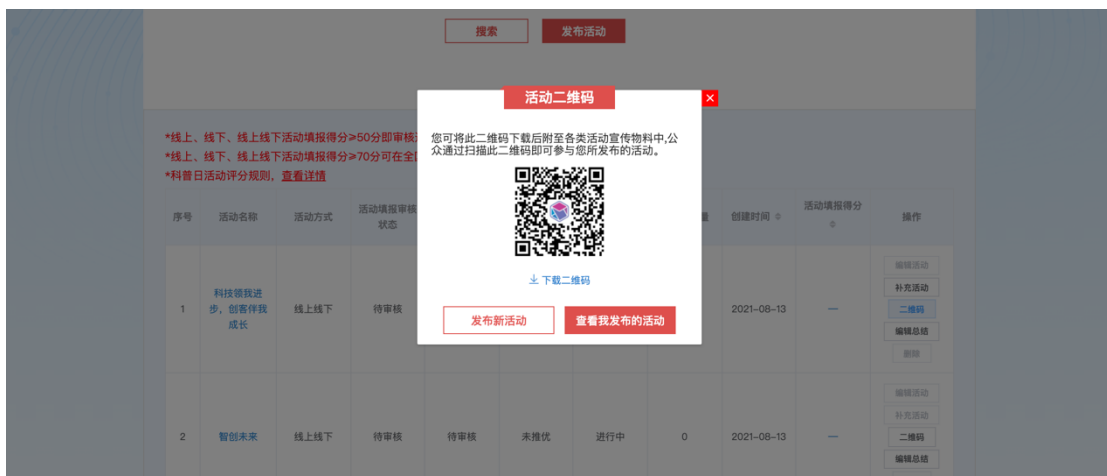 搜索
发布活动
活动二维码
您可将此二维码下载后附至各类活动宣传物料中,公
众通过扫描此二维码即可参与您所发布的活动。
下载二维码
发布新活动
查看我发布的活动
*线上、线下、线上线下活动填报得分≥50分即审核
*线上、线下、线上线下活动填报得分≥70分可在全
*科普日活动评分规则，查看详情
序号 活动名称 活动方式 活动填报审核 创建时间 活动填报得分 操作
状态
编辑活动
补充活动
1 科技领我进 线上线下 待审核 2021-08-13 — 二维码
步，创客伴我
成长
编辑总结
删除
编辑活动
补充活动
2 智创未来 线上线下 待审核 待审核 未推优 进行中 0 2021-08-13 — 二维码
编辑总结